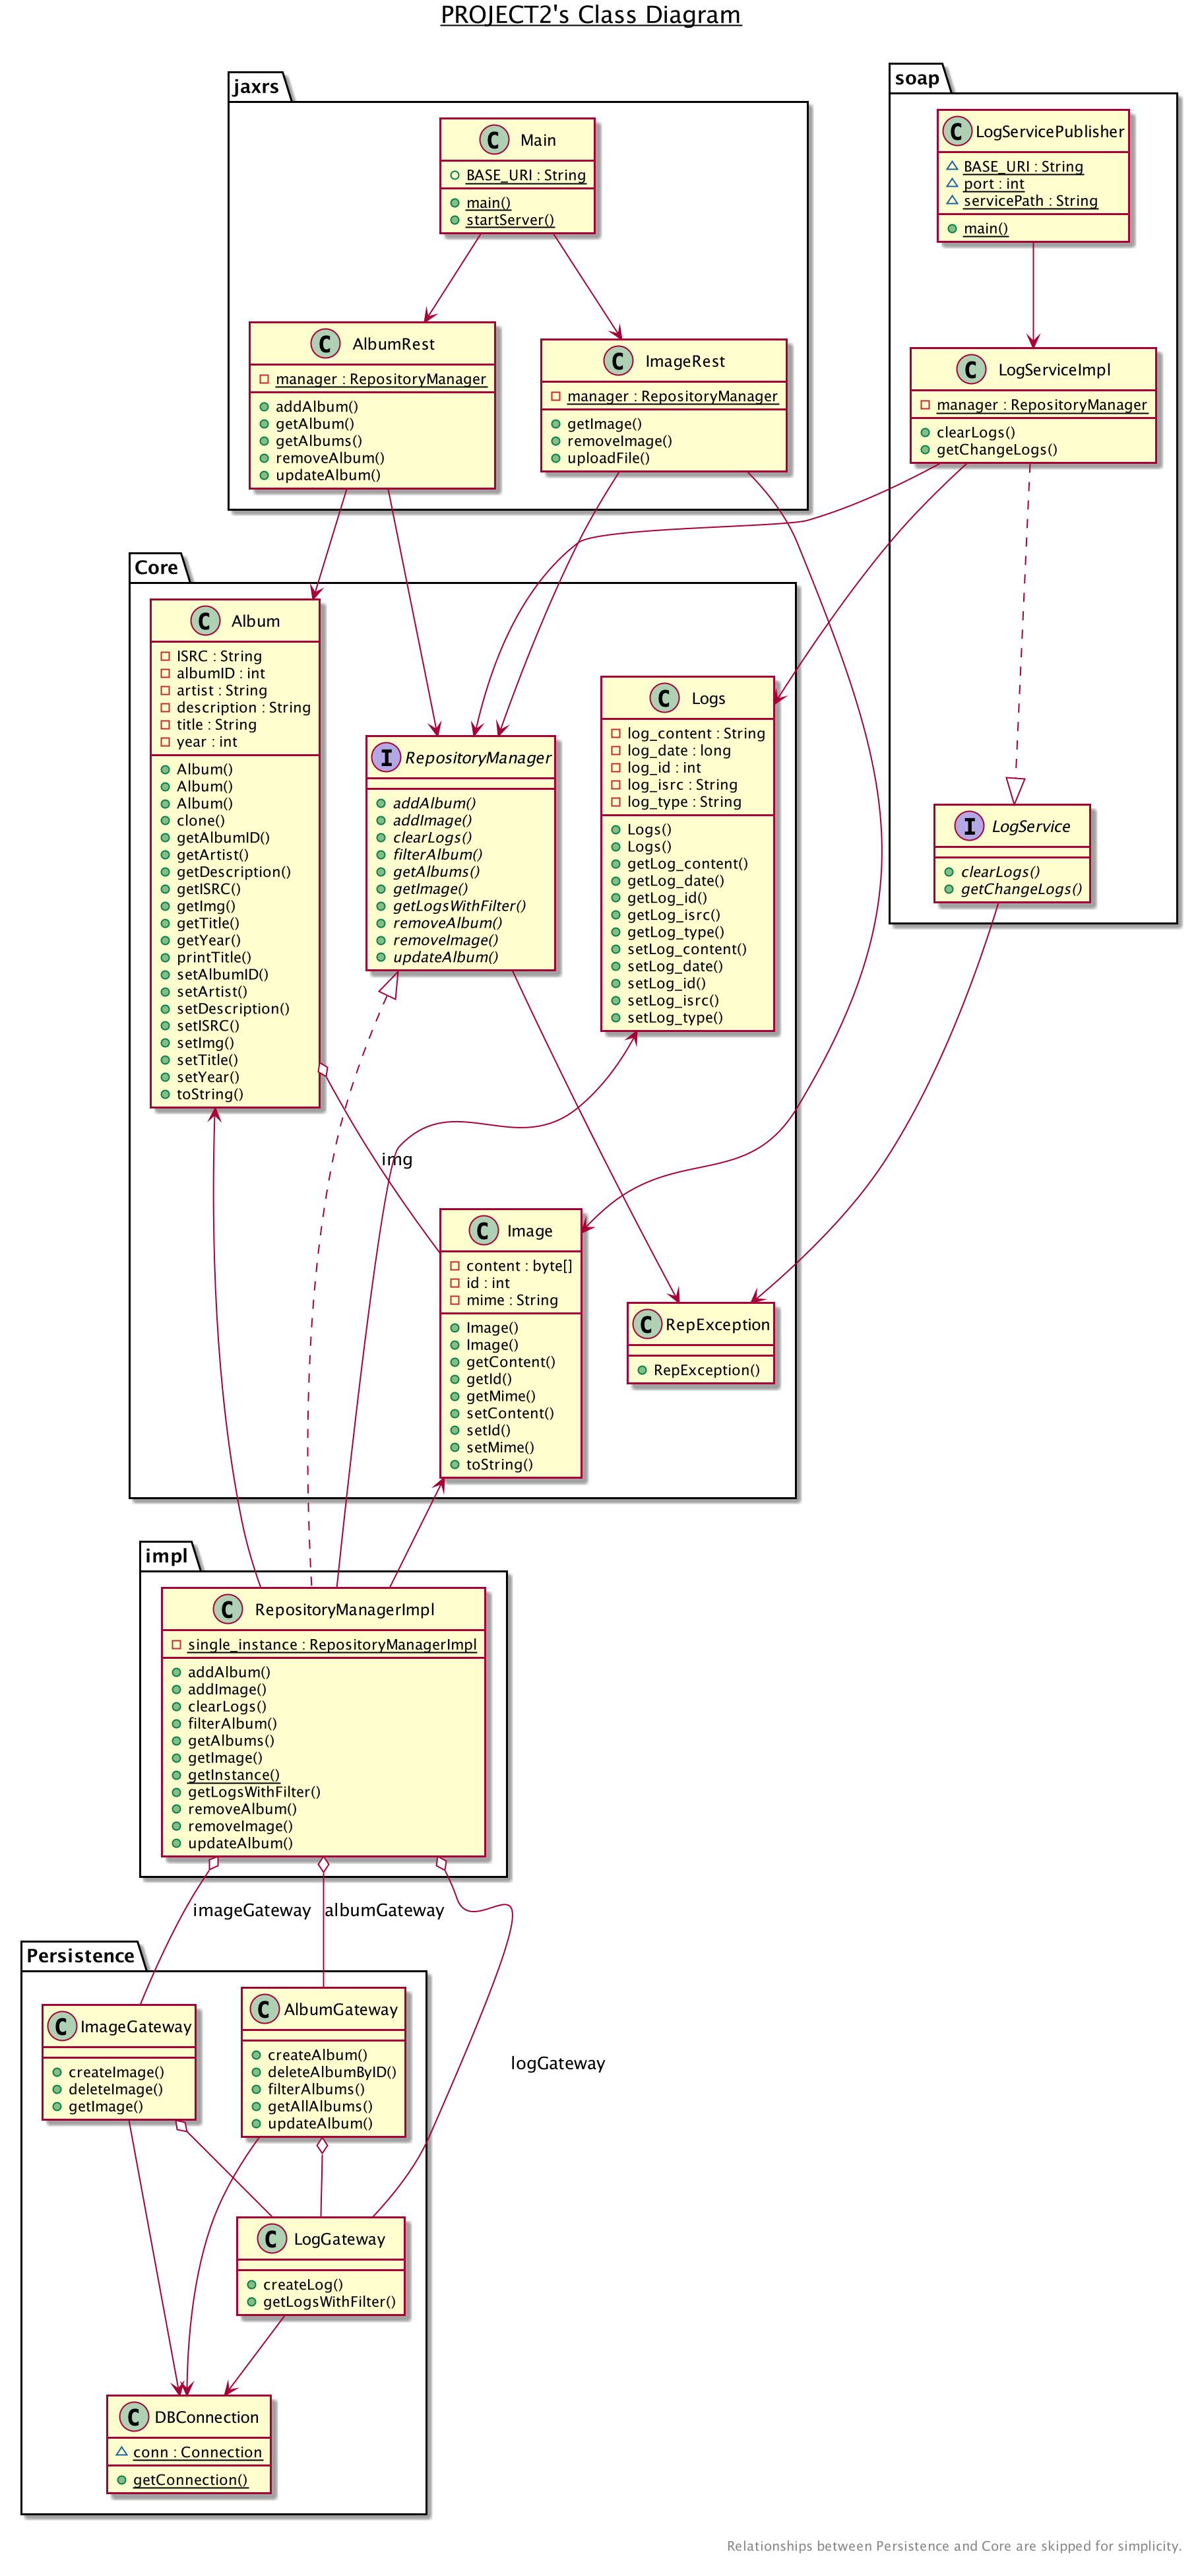 PROJECT2's Class Diagram
jaxrs
C Main
BASE_URI : String
main()
startServer()
C AlbumRest
manager : RepositoryManager
addAlbum()
getAlbum()
getAlbums()
removeAlbum()
updateAlbum()
C ImageRest
manager : RepositoryManager
getImage()
removeImage()
uploadFile()
soap
C LogServicePublisher
BASE_URI : String
port : int
servicePath : String
main()
C LogServiceImpl
manager : RepositoryManager
clearLogs()
getChangeLogs()
I LogService
clearLogs()
getChangeLogs()
Core
C Album
ISRC : String
albumID : int
artist : String
description : String
title : String
year : int
Album()
Album()
Album()
clone()
getAlbumID()
getArtist()
getDescription()
getISRC()
getImg()
getTitle()
getYear()
printTitle()
setAlbumID()
setArtist()
setDescription()
setISRC()
setImg()
setTitle()
setYear()
toString()
I RepositoryManager
addAlbum()
addImage()
clearLogs()
filterAlbum()
getAlbums()
getImage()
getLogsWithFilter()
removeAlbum()
removeImage()
updateAlbum()
C Logs
log_content : String
log_date : long
log_id : int
log_isrc : String
log_type : String
Logs()
Logs()
getLog_content()
getLog_date()
getLog_id()
getLog_isrc()
getLog_type()
setLog_content()
setLog_date()
setLog_id()
setLog_isrc()
setLog_type()
img
C Image
content : byte[]
id : int
mime : String
Image()
Image()
getContent()
getId()
getMime()
setContent()
setId()
setMime()
toString()
C RepException
RepException()
impl
C RepositoryManagerImpl
single_instance : RepositoryManagerImpl
addAlbum()
addImage()
clearLogs()
filterAlbum()
getAlbums()
getImage()
getInstance()
getLogsWithFilter()
removeAlbum()
removeImage()
updateAlbum()
imageGateway
albumGateway
logGateway
Persistence
C ImageGateway
createImage()
deleteImage()
getImage()
C AlbumGateway
createAlbum()
deleteAlbumByID()
filterAlbums()
getAllAlbums()
updateAlbum()
C LogGateway
createLog()
getLogsWithFilter()
C DBConnection
conn : Connection
getConnection()
Relationships between Persistence and Core are skipped for simplicity.